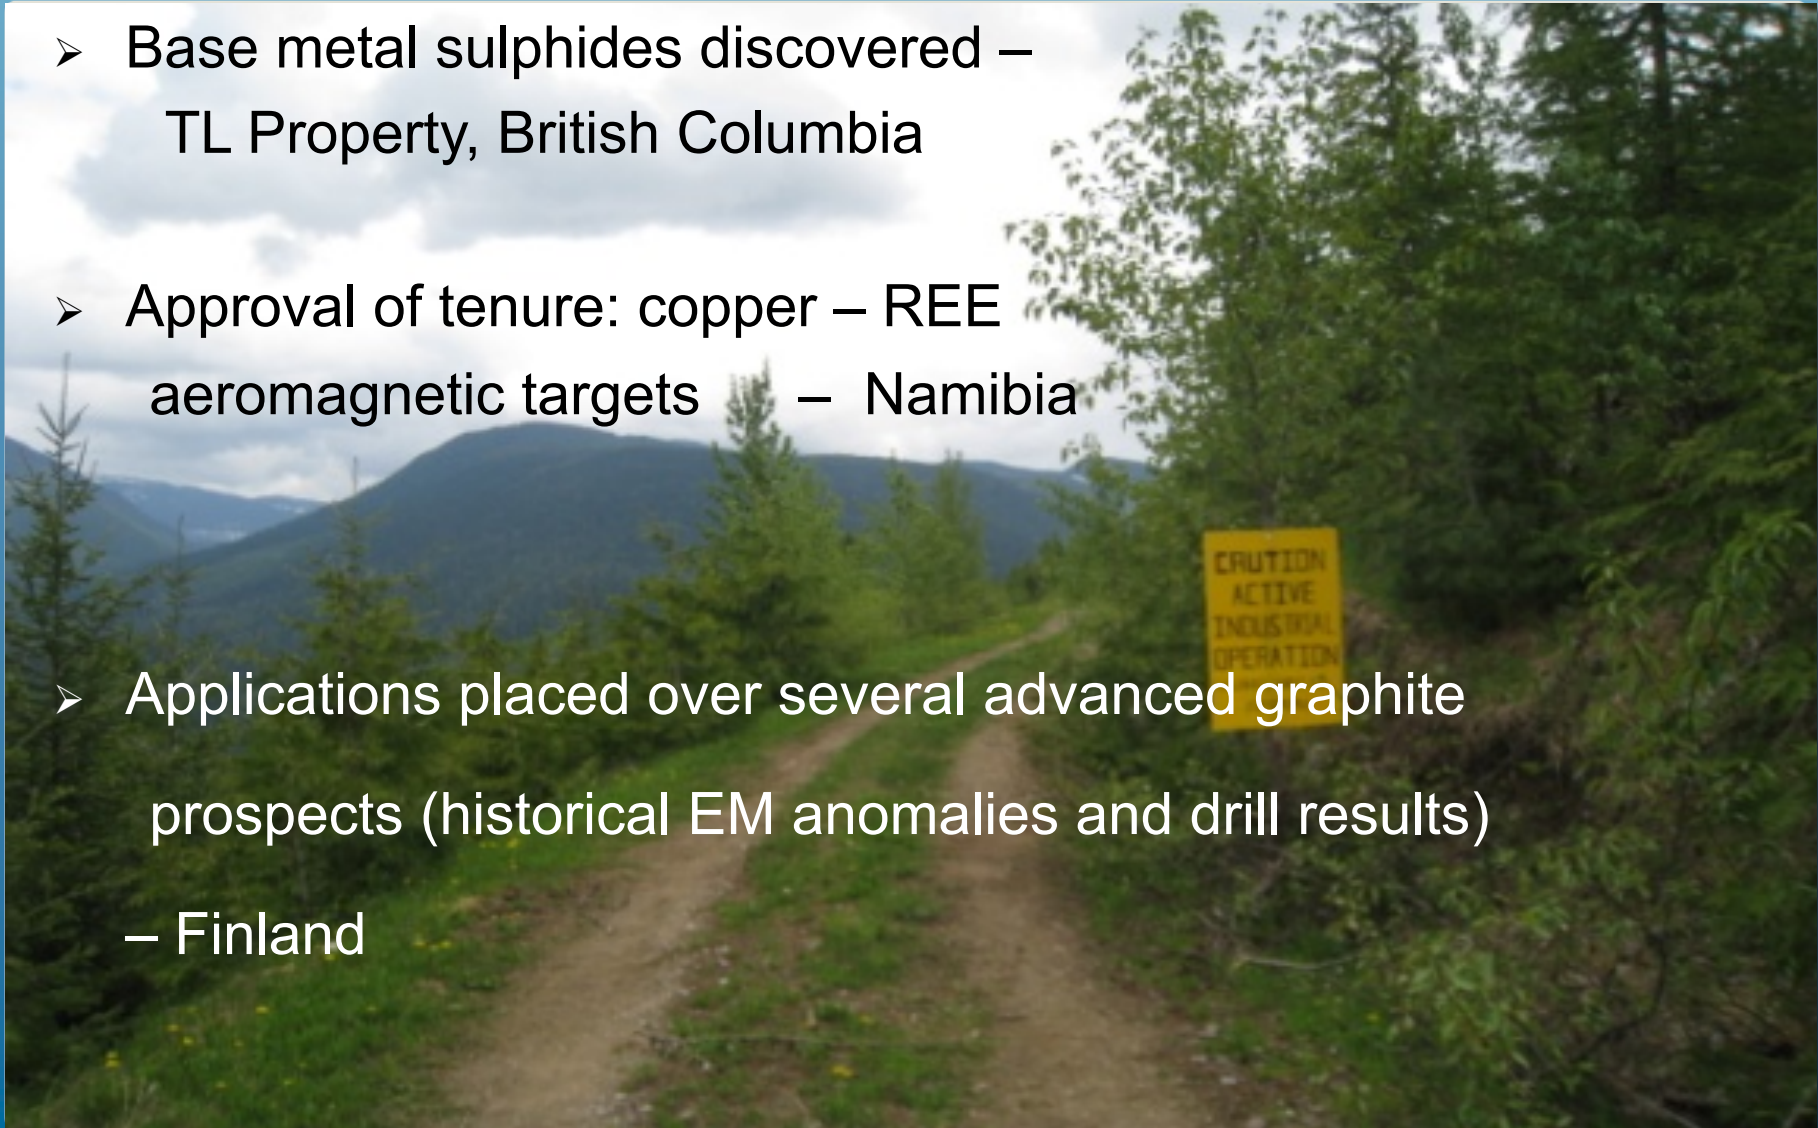 ➢ Base metal sulphides discovered –
TL Property, British Columbia
➢ Approval of tenure: copper – REE
aeromagnetic targets – Namibia
CAUTION
ACTIVE
INDUSTRIAL
OPERATION
➢ Applications placed over several advanced graphite
prospects (historical EM anomalies and drill results)
– Finland